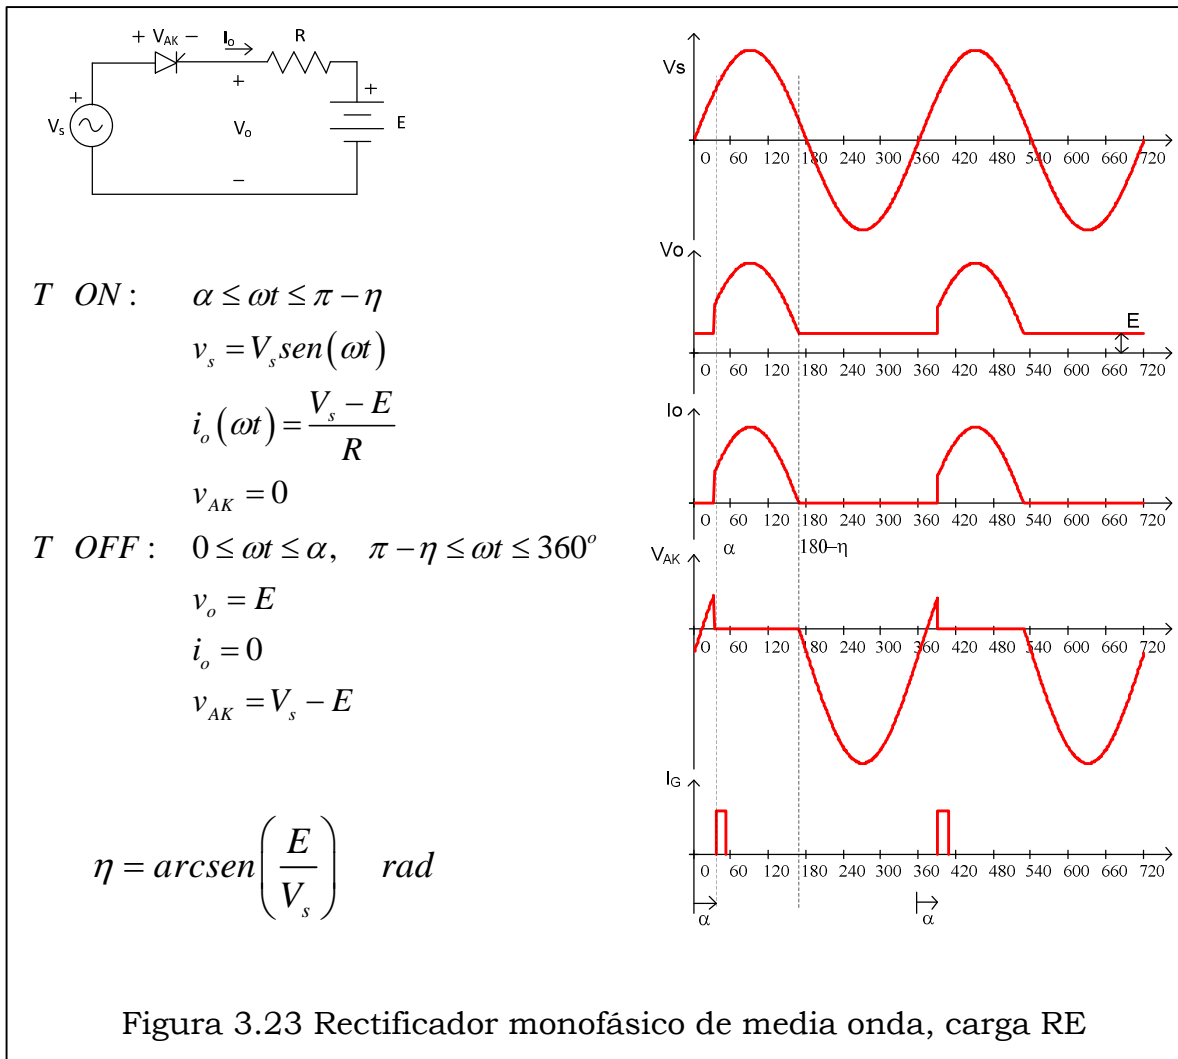 + V_AK − I_o R
+ + V_s V_o E −
T ON : α ≤ ωt ≤ π − η
v_s = V_s sen(ωt)
i_o(ωt) = (V_s − E) / R
v_AK = 0
T OFF : 0 ≤ ωt ≤ α, π − η ≤ ωt ≤ 360°
v_o = E
i_o = 0
v_AK = V_s − E
η = arcsen(E / V_s) rad
Vs
0 60 120 180 240 300 360 420 480 540 600 660 720
Vo
E
0 60 120 180 240 300 360 420 480 540 600 660 720
Io
0 60 120 180 240 300 360 420 480 540 600 660 720
α 180−η
V_AK
0 60 120 180 240 300 360 420 480 540 600 660 720
I_G
0 60 120 180 240 300 360 420 480 540 600 660 720
α α
Figura 3.23 Rectificador monofásico de media onda, carga RE